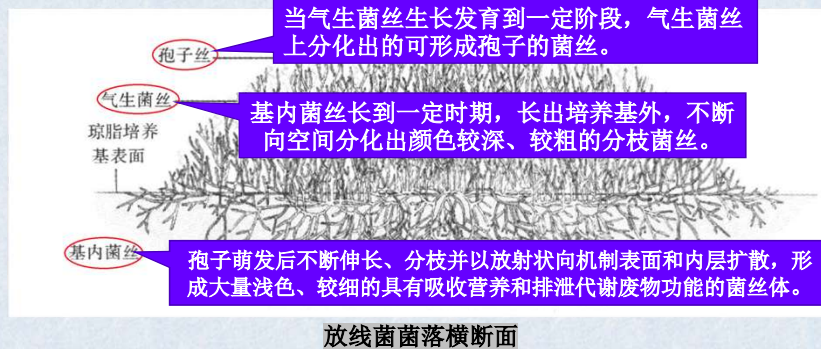 当气生菌丝生长发育到一定阶段，气生菌丝
上分化出的可形成孢子的菌丝。
孢子丝
气生菌丝
基内菌丝长到一定时期，长出培养基外，不断
向空间分化出颜色较深、较粗的分枝菌丝。
琼脂培养
基表面
基内菌丝
孢子萌发后不断伸长、分枝并以放射状向机制表面和内层扩散，形
成大量浅色、较细的具有吸收营养和排泄代谢废物功能的菌丝体。
放线菌菌落横断面